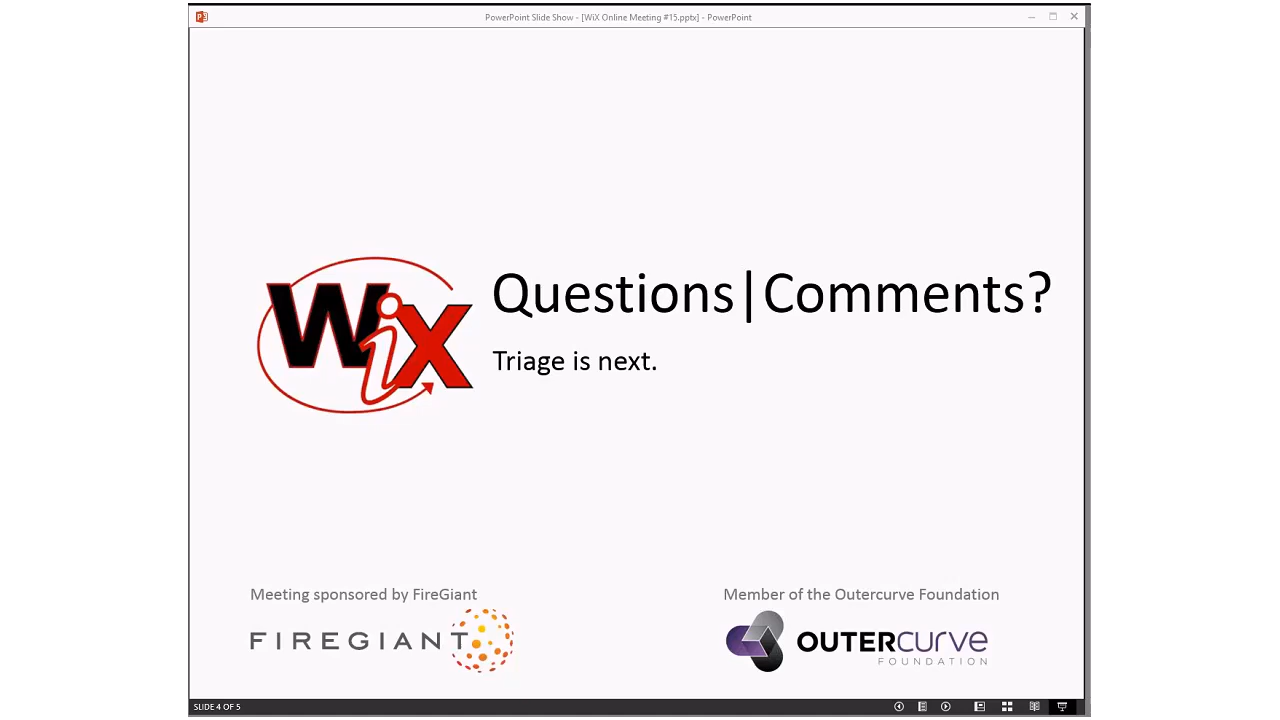 PowerPoint Slide Show - [WiX Online Meeting #15.pptx] - PowerPoint
WiX
Questions|Comments?
Triage is next.
Meeting sponsored by FireGiant
Member of the Outercurve Foundation
FIREGIANT
OUTERCURVE
FOUNDATION
SLIDE 4 OF 5